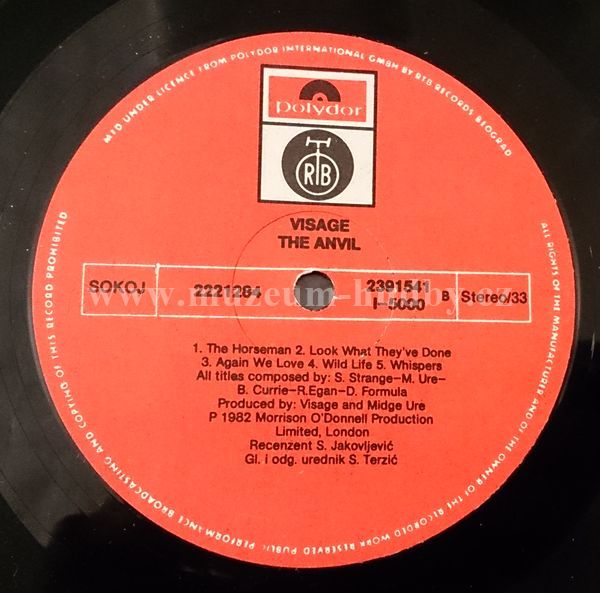 MFD UNDER LICENCE FROM POLYDOR INTERNATIONAL GMBH BY RTB RECORDS BEOGRAD
polydor
RTB
VISAGE
THE ANVIL
SOKOJ 2221284 2391541 B Stereo/33
I-5000
www.muzeum-hudby.cz
1. The Horseman 2. Look What They've Done
3. Again We Love 4. Wild Life 5. Whispers
All titles composed by: S. Strange-M. Ure-
B. Currie-R.Egan-D. Formula
Produced by: Visage and Midge Ure
P 1982 Morrison O'Donnell Production
Limited, London
Recenzent S. Jakovljević
Gl. i odg. urednik S. Terzić
ALL RIGHTS OF THE MANUFACTURER AND OF THE OWNER OF THE RECORDED WORK RESERVED PUBLIC PERFORMANCE BROADCASTING AND COPYING OF THIS RECORD PROHIBITED